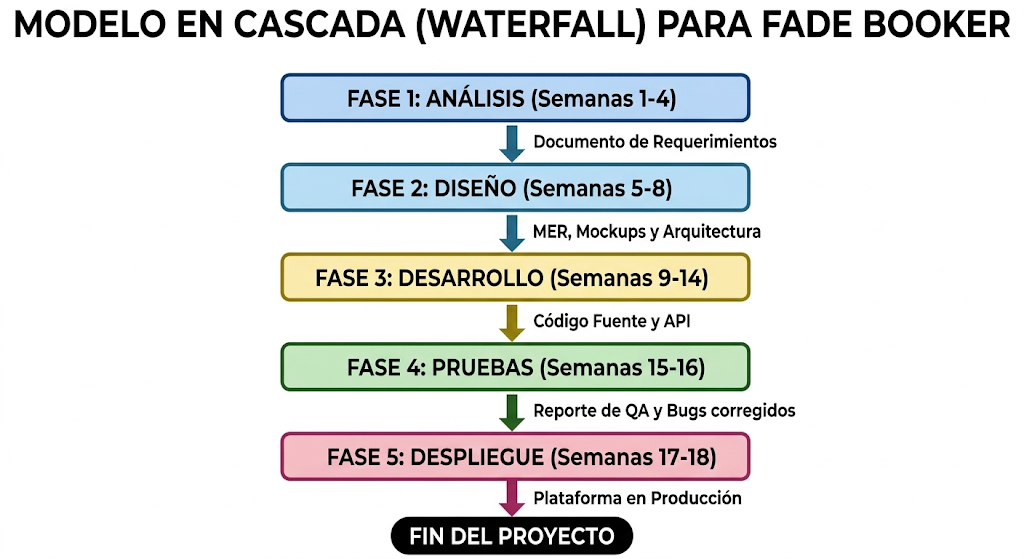 MODELO EN CASCADA (WATERFALL) PARA FADE BOOKER
FASE 1: ANÁLISIS (Semanas 1-4)
Documento de Requerimientos
FASE 2: DISEÑO (Semanas 5-8)
MER, Mockups y Arquitectura
FASE 3: DESARROLLO (Semanas 9-14)
Código Fuente y API
FASE 4: PRUEBAS (Semanas 15-16)
Reporte de QA y Bugs corregidos
FASE 5: DESPLIEGUE (Semanas 17-18)
Plataforma en Producción
FIN DEL PROYECTO